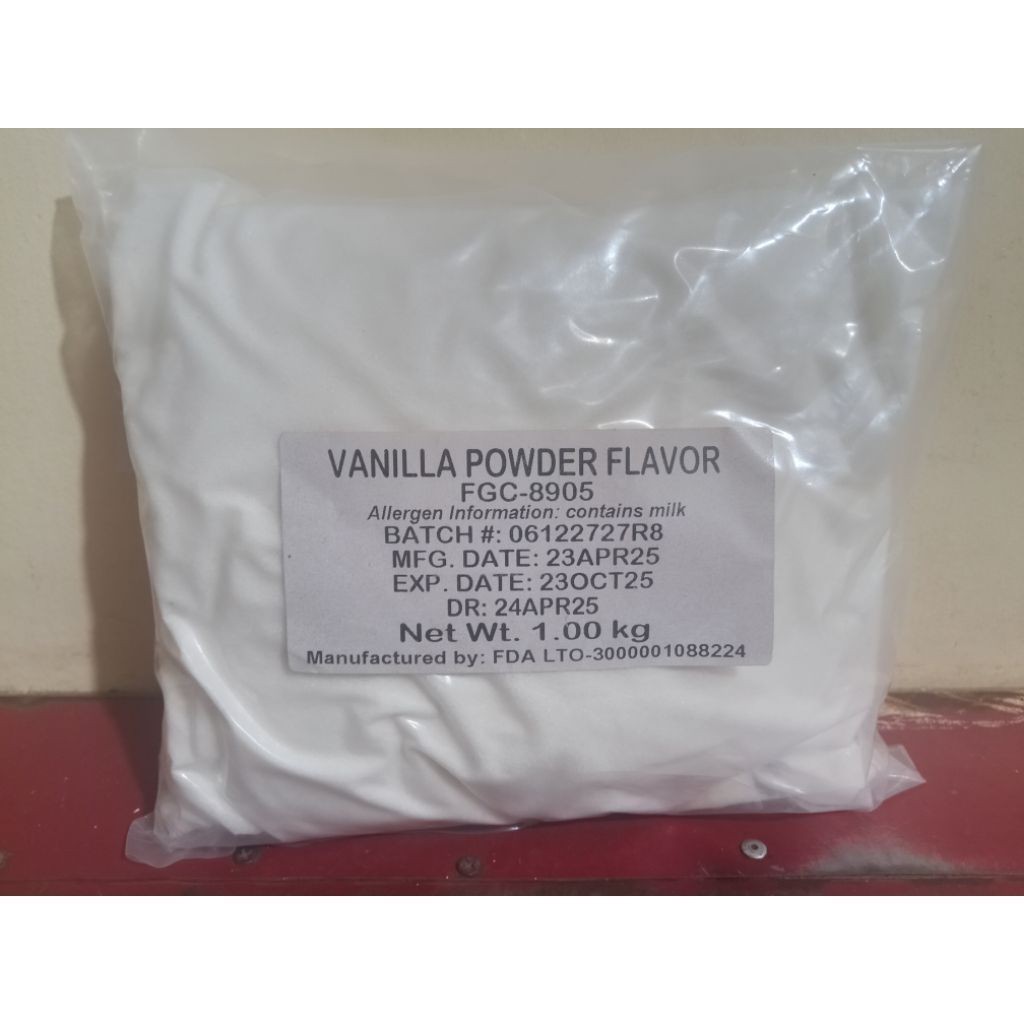 VANILLA POWDER FLAVOR
FGC-8905
Allergen Information: contains milk
BATCH #: 06122727R8
MFG. DATE: 23APR25
EXP. DATE: 23OCT25
DR: 24APR25
Net Wt. 1.00 kg
Manufactured by: FDA LTO-3000001088224